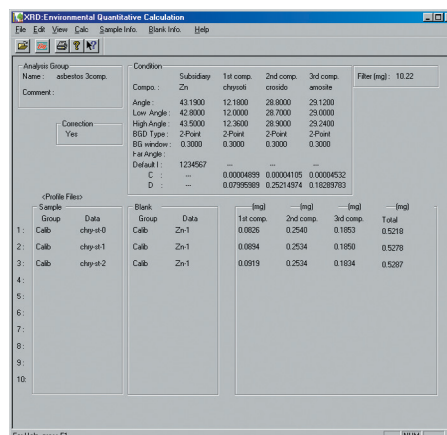 XRD:Environmental Quantitative Calculation
File Edit View Calc Sample Info. Blank Info. Help
Analysis Group
Name : asbestos 3comp.
Comment :
Correction
Yes
Condition
Subsidiary 1st comp. 2nd comp. 3rd comp.
Compo. : Zn chrysoti crosido amosite
Angle : 43.1900 12.1800 28.8000 29.1200
Low Angle : 42.8000 12.0000 28.7000 29.0000
High Angle : 43.5000 12.3600 28.9000 29.2400
BGD Type : 2-Point 2-Point 2-Point 2-Point
BG window : 0.3000 0.3000 0.3000 0.3000
Far Angle :
Default I : 1234567 --- --- ---
C : --- 0.00004899 0.00004105 0.00004532
D : --- 0.07995989 0.25214974 0.18289783
Filter (mg) : 10.22
<Profile Files>
Sample Blank (mg) (mg) (mg) (mg)
Group Data Group Data 1st comp. 2nd comp. 3rd comp. Total
1 : Calib chry-st-0 Calib Zn-1 0.0826 0.2540 0.1853 0.5218
2 : Calib chry-st-1 Calib Zn-1 0.0894 0.2534 0.1850 0.5278
3 : Calib chry-st-2 Calib Zn-1 0.0919 0.2534 0.1834 0.5287
4 :
5 :
6 :
7 :
8 :
9 :
10:
For Help, press F1 NUM